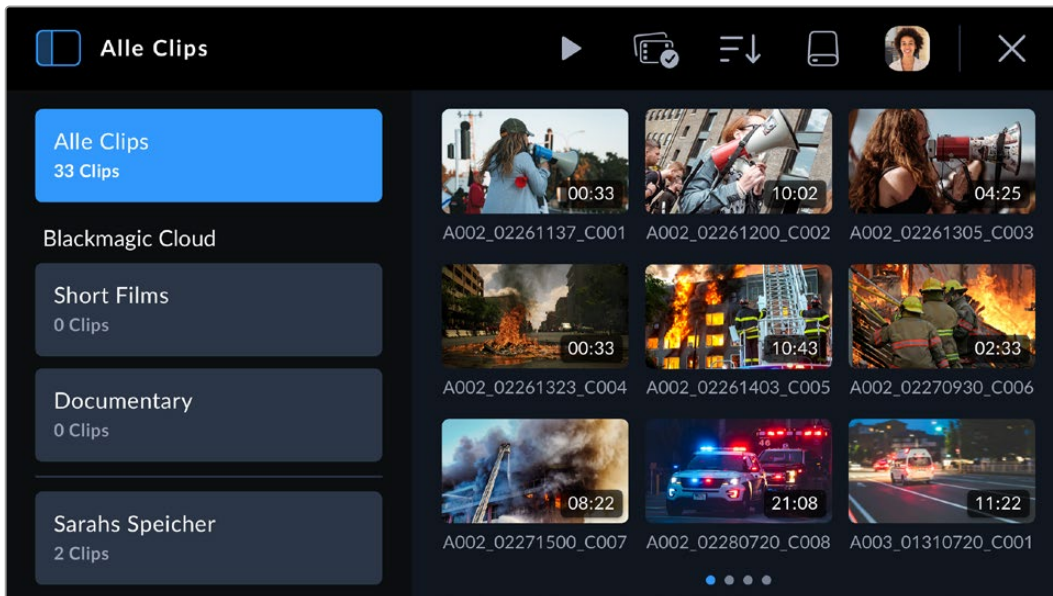 Alle Clips
Alle Clips
33 Clips
Blackmagic Cloud
Short Films
0 Clips
Documentary
0 Clips
Sarahs Speicher
2 Clips
00:33
10:02
04:25
A002_02261137_C001
A002_02261200_C002
A002_02261305_C003
00:33
10:43
02:33
A002_02261323_C004
A002_02261403_C005
A002_02270930_C006
46
08:22
21:08
11:22
A002_02271500_C007
A002_02280720_C008
A003_01310720_C001